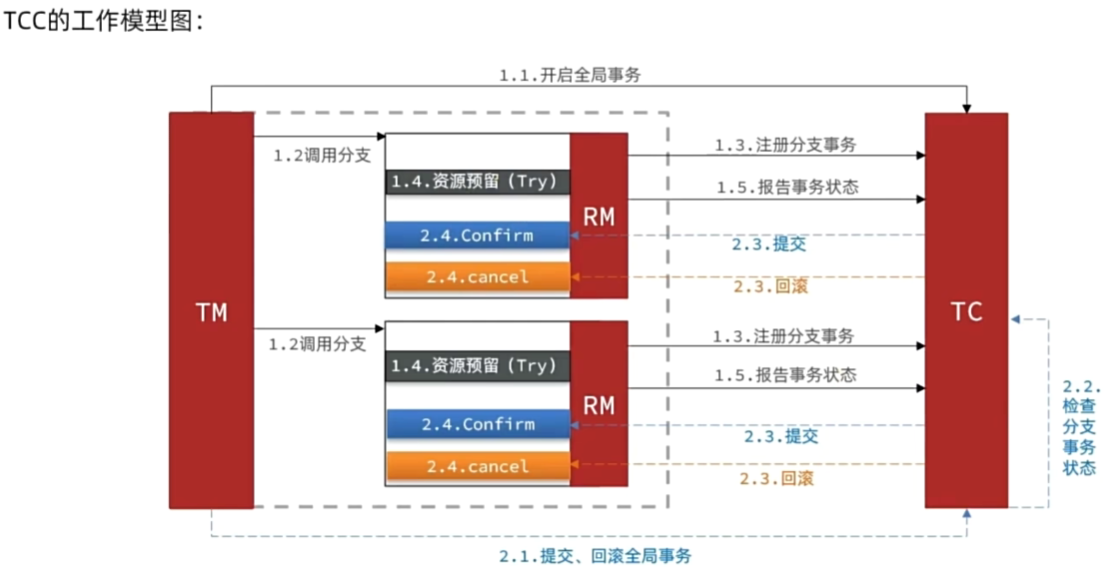 TCC的工作模型图：
1.1.开启全局事务
1.2调用分支
1.3.注册分支事务
1.4.资源预留（Try）
1.5.报告事务状态
RM
2.4.Confirm
2.3.提交
2.4.cancel
2.3.回滚
TM
TC
1.2调用分支
1.3.注册分支事务
1.4.资源预留（Try）
1.5.报告事务状态
RM
2.4.Confirm
2.3.提交
2.4.cancel
2.3.回滚
2.2.
检查
分支
事务
状态
2.1.提交、回滚全局事务